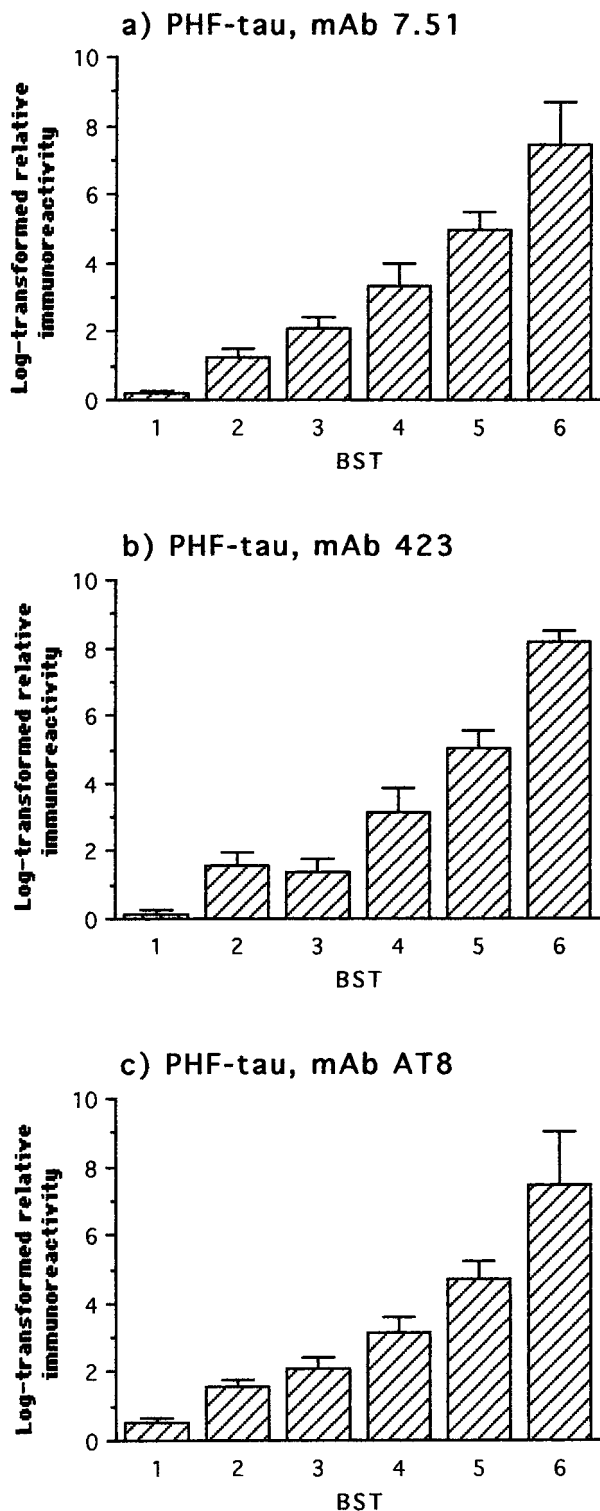 a) PHF-tau, mAb 7.51
Log-transformed relative
immunoreactivity
10
8
6
4
2
0
1 2 3 4 5 6
BST
b) PHF-tau, mAb 423
Log-transformed relative
immunoreactivity
10
8
6
4
2
0
1 2 3 4 5 6
BST
c) PHF-tau, mAb AT8
Log-transformed relative
immunoreactivity
10
8
6
4
2
0
1 2 3 4 5 6
BST